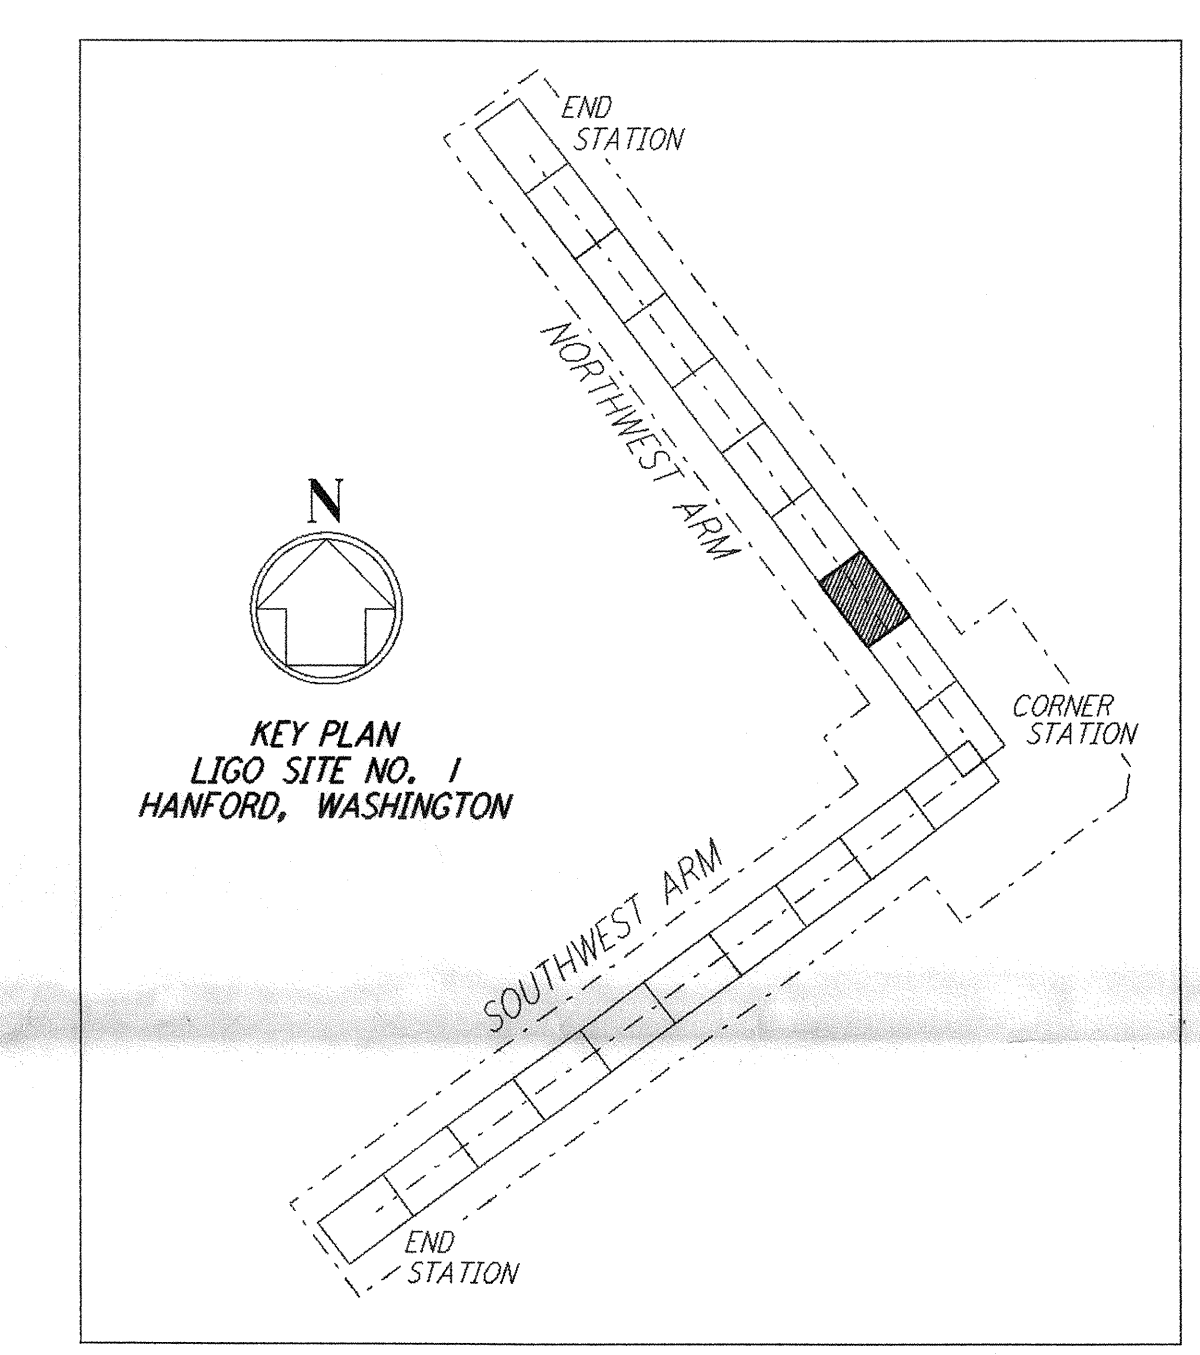 END
STATION
NORTHWEST ARM
N
KEY PLAN
LIGO SITE NO. 1
HANFORD, WASHINGTON
CORNER
STATION
SOUTHWEST ARM
END
STATION